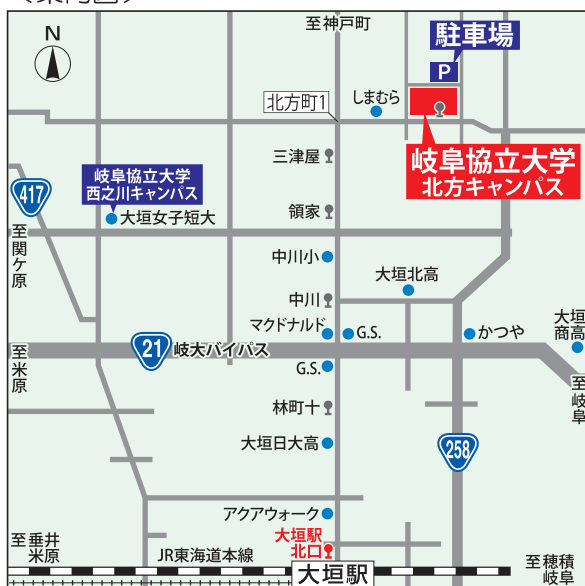 至神戸町
N
駐車場
P
北方町1
しまむら
三津屋
岐阜協立大学
北方キャンパス
岐阜協立大学
西之川キャンパス
417
領家
大垣女子短大
至関ケ原
中川小
大垣北高
中川
マクドナルド
G.S.
かつや
大垣
商高
21
岐大バイパス
至米原
G.S.
至岐阜
林町十
大垣日大高
258
アクアウォーク
大垣駅
北口
至垂井
米原
JR東海道本線
大垣駅
至穂積
岐阜